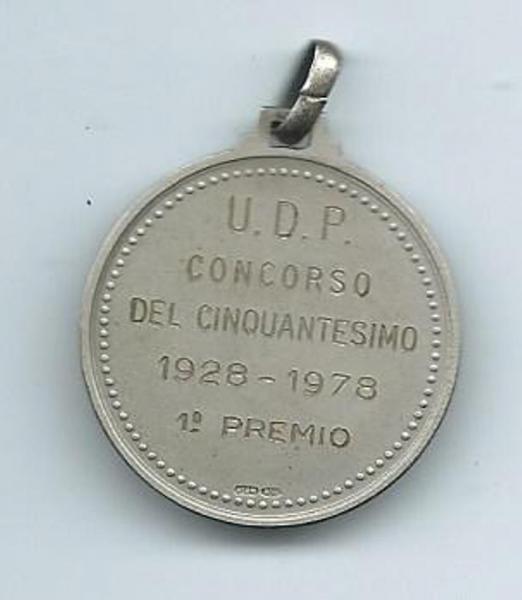 U.D.P.
CONCORSO
DEL CINQUANTESIMO
1928-1978
1º PREMIO